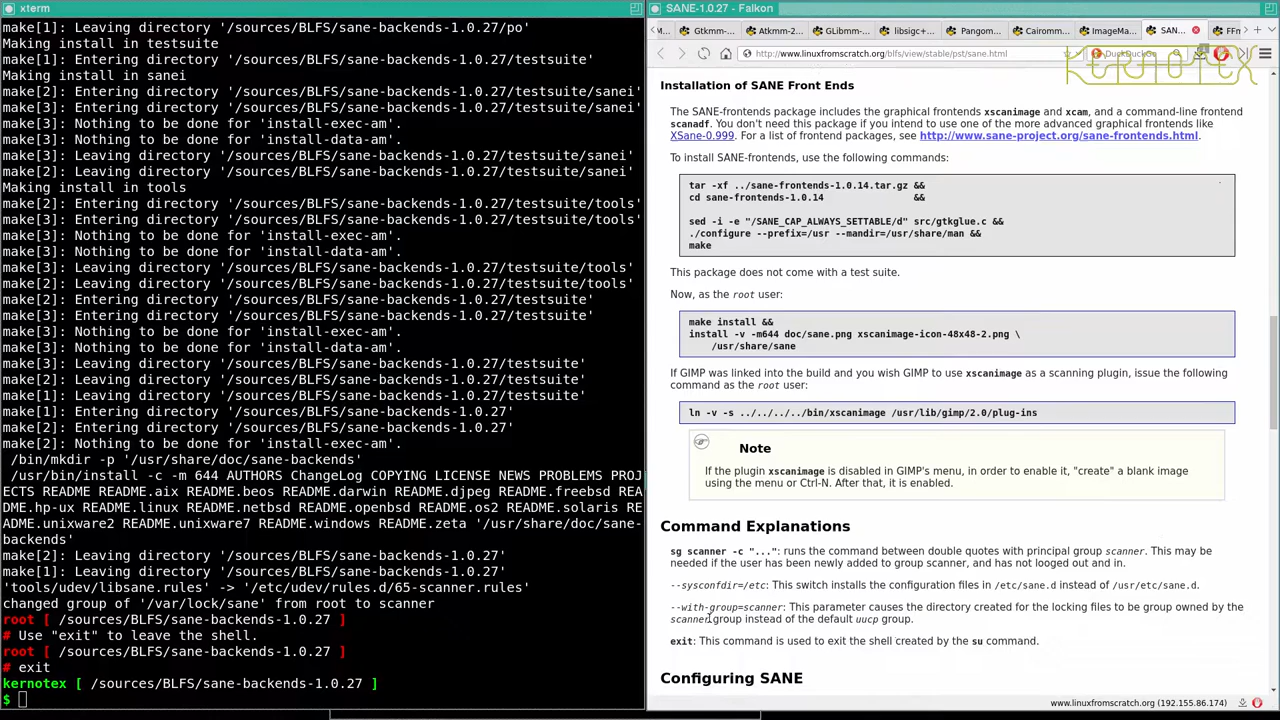 xterm
make[1]: Leaving directory '/sources/BLFS/sane-backends-1.0.27/po'
Making install in testsuite
make[1]: Entering directory '/sources/BLFS/sane-backends-1.0.27/testsuite'
Making install in sanei
make[2]: Entering directory '/sources/BLFS/sane-backends-1.0.27/testsuite/sanei'
make[3]: Entering directory '/sources/BLFS/sane-backends-1.0.27/testsuite/sanei'
make[3]: Nothing to be done for 'install-exec-am'.
make[3]: Nothing to be done for 'install-data-am'.
make[3]: Leaving directory '/sources/BLFS/sane-backends-1.0.27/testsuite/sanei'
make[2]: Leaving directory '/sources/BLFS/sane-backends-1.0.27/testsuite/sanei'
Making install in tools
make[2]: Entering directory '/sources/BLFS/sane-backends-1.0.27/testsuite/tools'
make[3]: Entering directory '/sources/BLFS/sane-backends-1.0.27/testsuite/tools'
make[3]: Nothing to be done for 'install-exec-am'.
make[3]: Nothing to be done for 'install-data-am'.
make[3]: Leaving directory '/sources/BLFS/sane-backends-1.0.27/testsuite/tools'
make[2]: Leaving directory '/sources/BLFS/sane-backends-1.0.27/testsuite/tools'
make[2]: Entering directory '/sources/BLFS/sane-backends-1.0.27/testsuite'
make[3]: Entering directory '/sources/BLFS/sane-backends-1.0.27/testsuite'
make[3]: Nothing to be done for 'install-exec-am'.
make[3]: Nothing to be done for 'install-data-am'.
make[3]: Leaving directory '/sources/BLFS/sane-backends-1.0.27/testsuite'
make[2]: Leaving directory '/sources/BLFS/sane-backends-1.0.27/testsuite'
make[1]: Leaving directory '/sources/BLFS/sane-backends-1.0.27/testsuite'
make[1]: Entering directory '/sources/BLFS/sane-backends-1.0.27'
make[2]: Entering directory '/sources/BLFS/sane-backends-1.0.27'
make[2]: Nothing to be done for 'install-exec-am'.
/bin/mkdir -p '/usr/share/doc/sane-backends'
/usr/bin/install -c -m 644 AUTHORS ChangeLog COPYING LICENSE NEWS PROBLEMS PROJ
ECTS README README.aix README.beos README.darwin README.djpeg README.freebsd REA
DME.hp-ux README.linux README.netbsd README.openbsd README.os2 README.solaris RE
ADME.unixware2 README.unixware7 README.windows README.zeta '/usr/share/doc/sane-
backends'
make[2]: Leaving directory '/sources/BLFS/sane-backends-1.0.27'
make[1]: Leaving directory '/sources/BLFS/sane-backends-1.0.27'
'tools/udev/libsane.rules' -> '/etc/udev/rules.d/65-scanner.rules'
changed group of '/var/lock/sane' from root to scanner
root [ /sources/BLFS/sane-backends-1.0.27 ]
# Use "exit" to leave the shell.
root [ /sources/BLFS/sane-backends-1.0.27 ]
# exit
kernotex [ /sources/BLFS/sane-backends-1.0.27 ]
$
SANE-1.0.27 - Falkon
M... Gtkmm-... Atkmm-2... GLibmm-... libsigc+... Pangom... Cairomm... ImageMa... SAN... FFn
http://www.linuxfromscratch.org/blfs/view/stable/pst/sane.html DuckDuckGo
KERNOTEX
Installation of SANE Front Ends
The SANE-frontends package includes the graphical frontends xscanimage and xcam, and a command-line frontend
scanadf. You don't need this package if you intend to use one of the more advanced graphical frontends like
XSane-0.999. For a list of frontend packages, see http://www.sane-project.org/sane-frontends.html.
To install SANE-frontends, use the following commands:
tar -xf ../sane-frontends-1.0.14.tar.gz &&
cd sane-frontends-1.0.14 &&
sed -i -e "/SANE_CAP_ALWAYS_SETTABLE/d" src/gtkglue.c &&
./configure --prefix=/usr --mandir=/usr/share/man &&
make
This package does not come with a test suite.
Now, as the root user:
make install &&
install -v -m644 doc/sane.png xscanimage-icon-48x48-2.png \
/usr/share/sane
If GIMP was linked into the build and you wish GIMP to use xscanimage as a scanning plugin, issue the following
command as the root user:
ln -v -s ../../../../bin/xscanimage /usr/lib/gimp/2.0/plug-ins
Note
If the plugin xscanimage is disabled in GIMP's menu, in order to enable it, "create" a blank image
using the menu or Ctrl-N. After that, it is enabled.
Command Explanations
sg scanner -c "...": runs the command between double quotes with principal group scanner. This may be
needed if the user has been newly added to group scanner, and has not looged out and in.
--sysconfdir=/etc: This switch installs the configuration files in /etc/sane.d instead of /usr/etc/sane.d.
--with-group=scanner: This parameter causes the directory created for the locking files to be group owned by the
scanner group instead of the default uucp group.
exit: This command is used to exit the shell created by the su command.
Configuring SANE
www.linuxfromscratch.org (192.155.86.174)